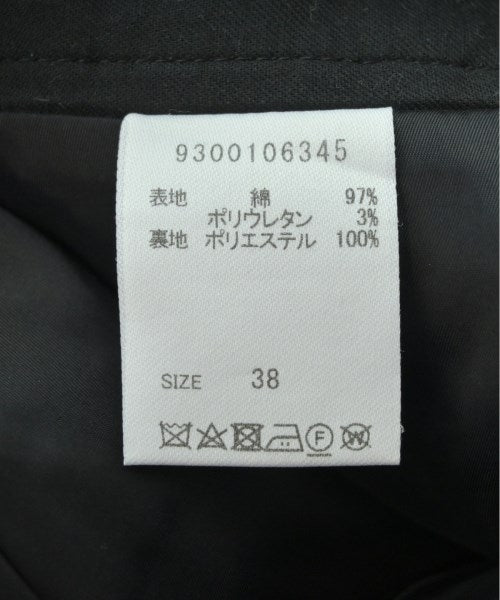 9300106345
表地 綿 97%
ポリウレタン 3%
裏地 ポリエステル 100%
SIZE 38
F W